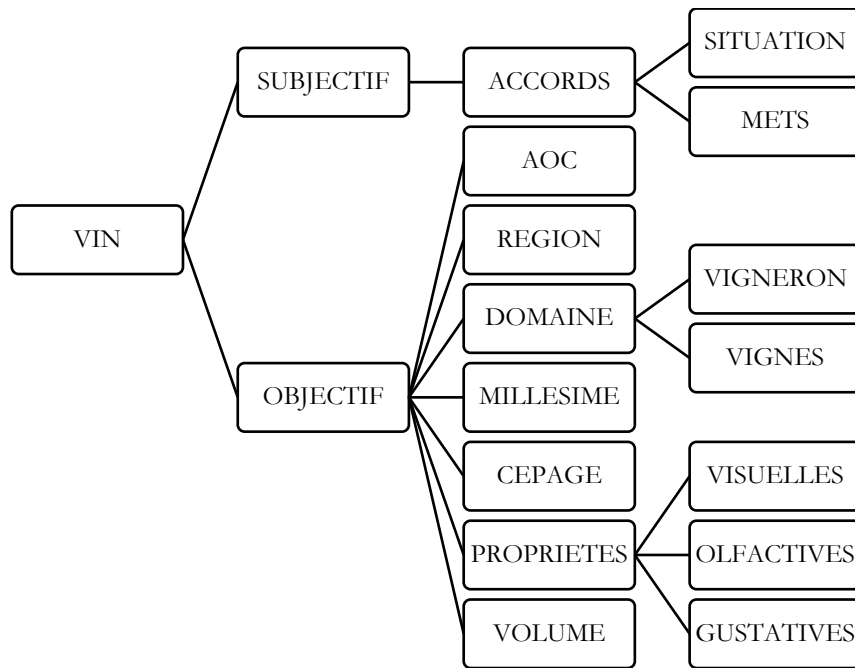 SITUATION
SUBJECTIF
ACCORDS
METS
AOC
VIN
REGION
VIGNERON
DOMAINE
VIGNES
OBJECTIF
MILLESIME
CEPAGE
VISUELLES
PROPRIETES
OLFACTIVES
VOLUME
GUSTATIVES